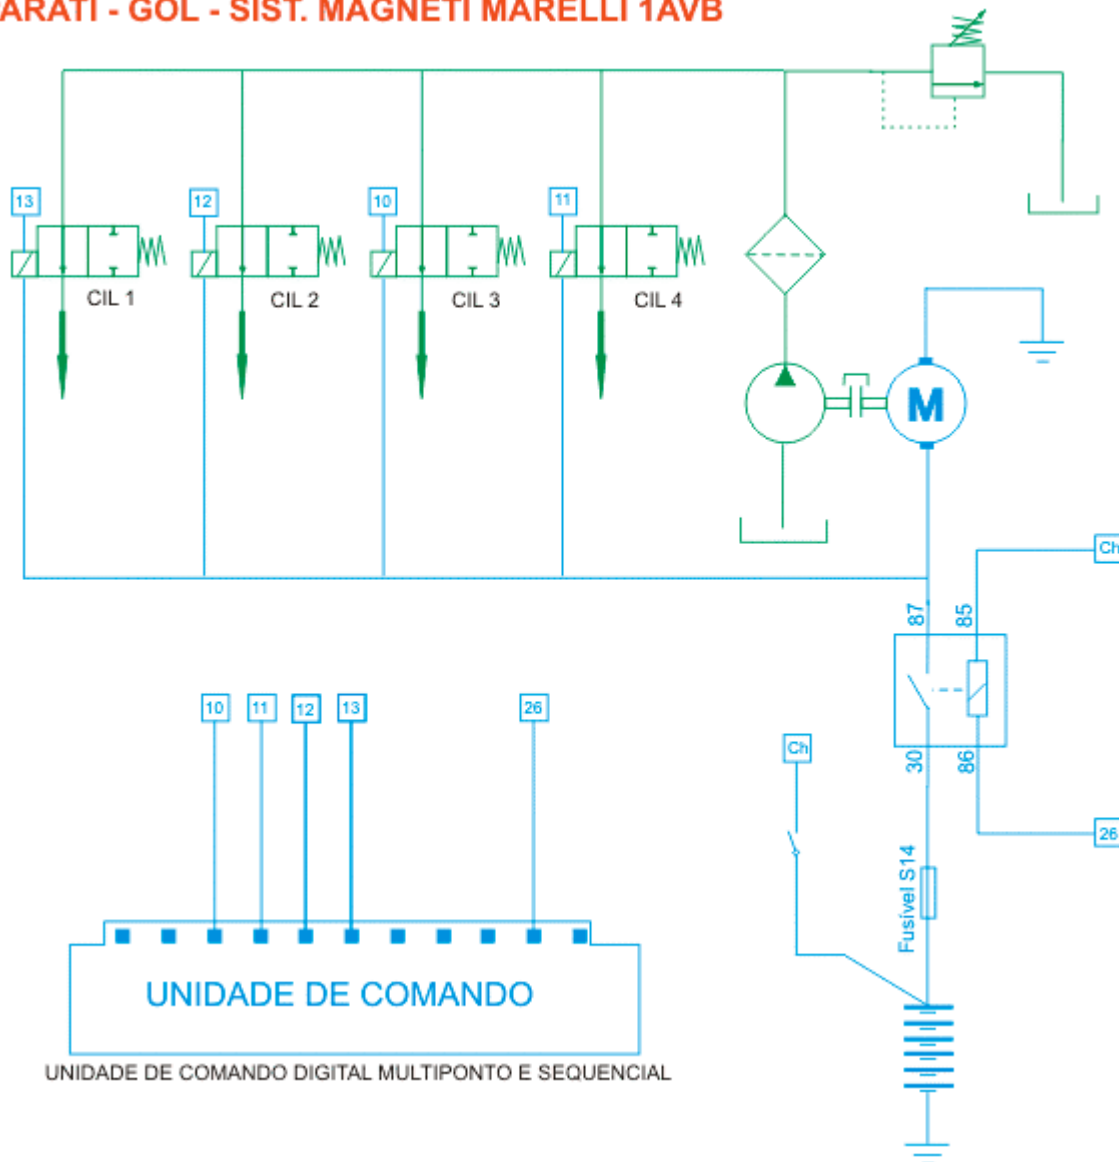 ARATI - GOL - SIST. MAGNETI MARELLI 1AVB
13
12
10
11
CIL 1
CIL 2
CIL 3
CIL 4
M
Ch
87
85
10
11
12
13
26
Ch
30
86
26
Fusível S14
UNIDADE DE COMANDO
UNIDADE DE COMANDO DIGITAL MULTIPONTO E SEQUENCIAL